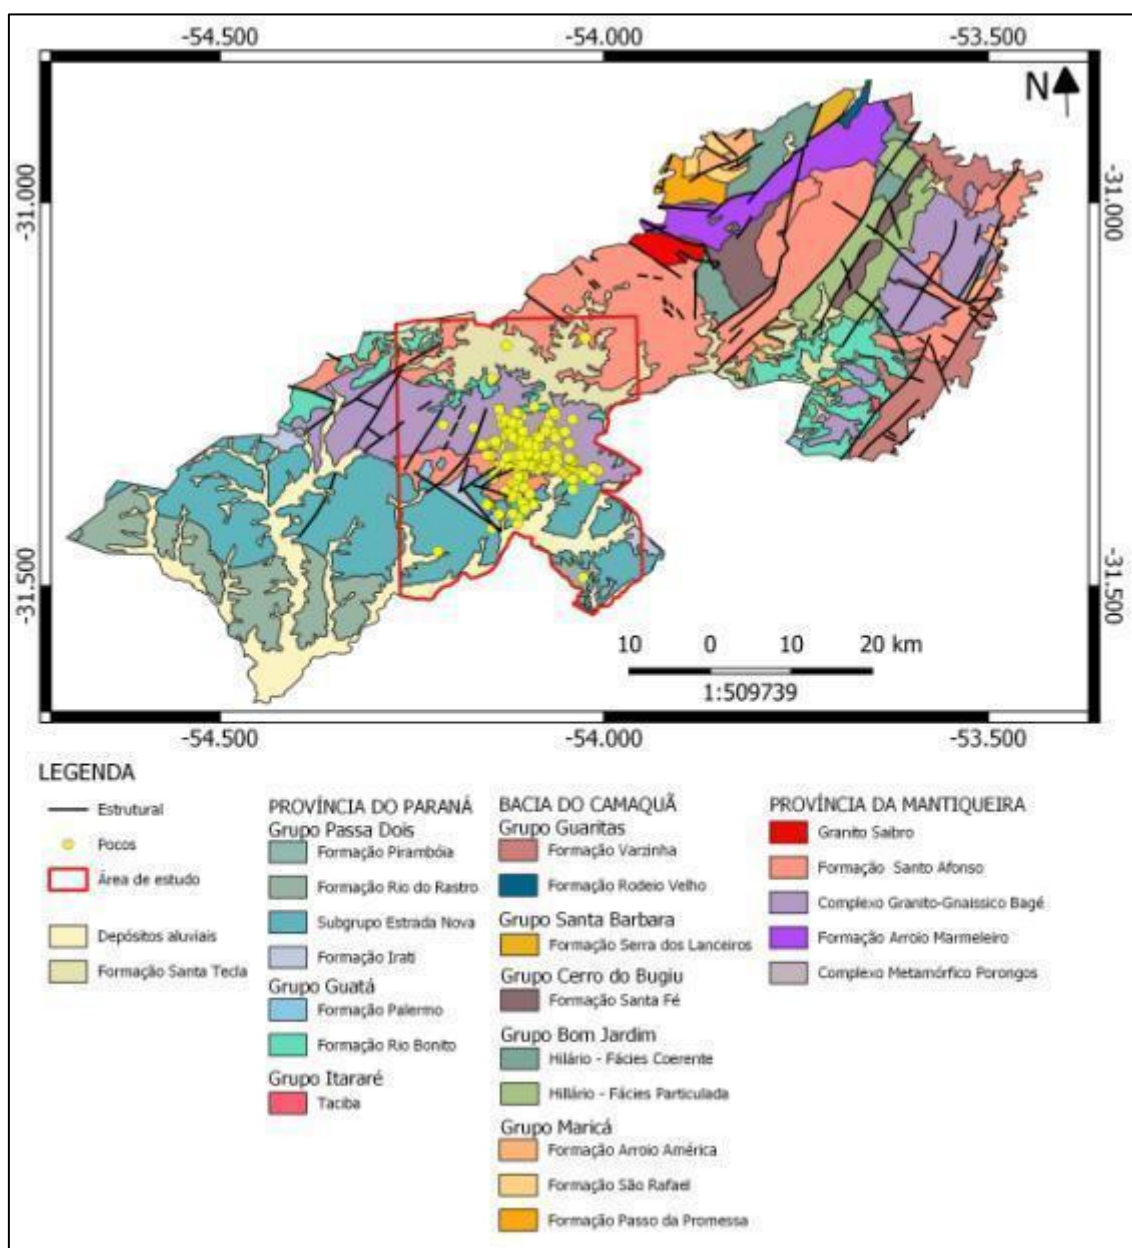 -54.500 -54.000 -53.500
N
-31.000 -31.000
-31.500 -31.500
10 0 10 20 km
1:509739
-54.500 -54.000 -53.500
LEGENDA
Estrutural
Pocos
Área de estudo
Depósitos aluviais
Formação Santa Tecla
PROVÍNCIA DO PARANÁ
Grupo Passa Dois
Formação Pirambóia
Formação Rio do Rastro
Subgrupo Estrada Nova
Formação Irati
Grupo Guatá
Formação Palermo
Formação Rio Bonito
Grupo Itararé
Taciba
BACIA DO CAMAQUÃ
Grupo Guaritas
Formação Varzinha
Formação Rodeio Velho
Grupo Santa Barbara
Formação Serra dos Lanceiros
Grupo Cerro do Bugiu
Formação Santa Fé
Grupo Bom Jardim
Hilário - Fácies Coerente
Hillário - Fácies Particulada
Grupo Maricá
Formação Arroio América
Formação São Rafael
Formação Passo da Promessa
PROVÍNCIA DA MANTIQUEIRA
Granito Saibro
Formação Santo Afonso
Complexo Granito-Gnaissico Bagé
Formação Arroio Marmeleiro
Complexo Metamórfico Porongos